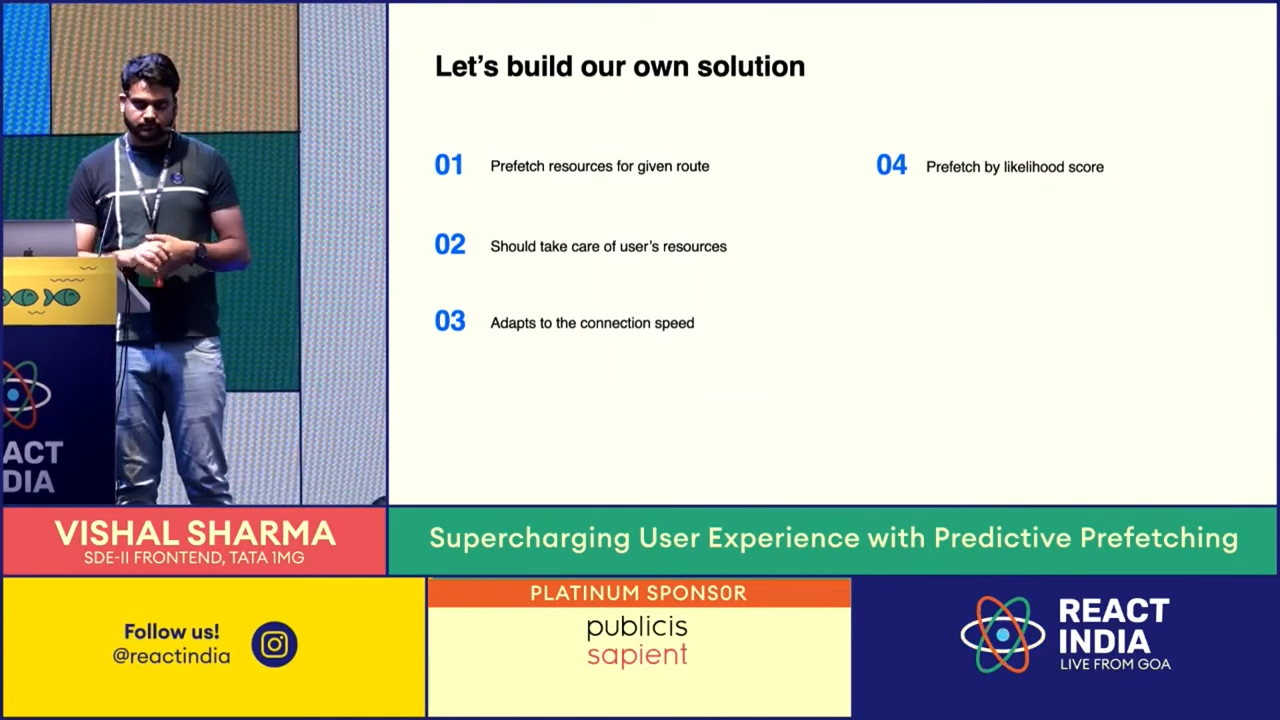 Let's build our own solution
01 Prefetch resources for given route
02 Should take care of user's resources
03 Adapts to the connection speed
04 Prefetch by likelihood score
ACT
DIA
VISHAL SHARMA
SDE-II FRONTEND, TATA 1MG
Supercharging User Experience with Predictive Prefetching
Follow us!
@reactindia
PLATINUM SPONSOR
publicis
sapient
REACT
INDIA
LIVE FROM GOA